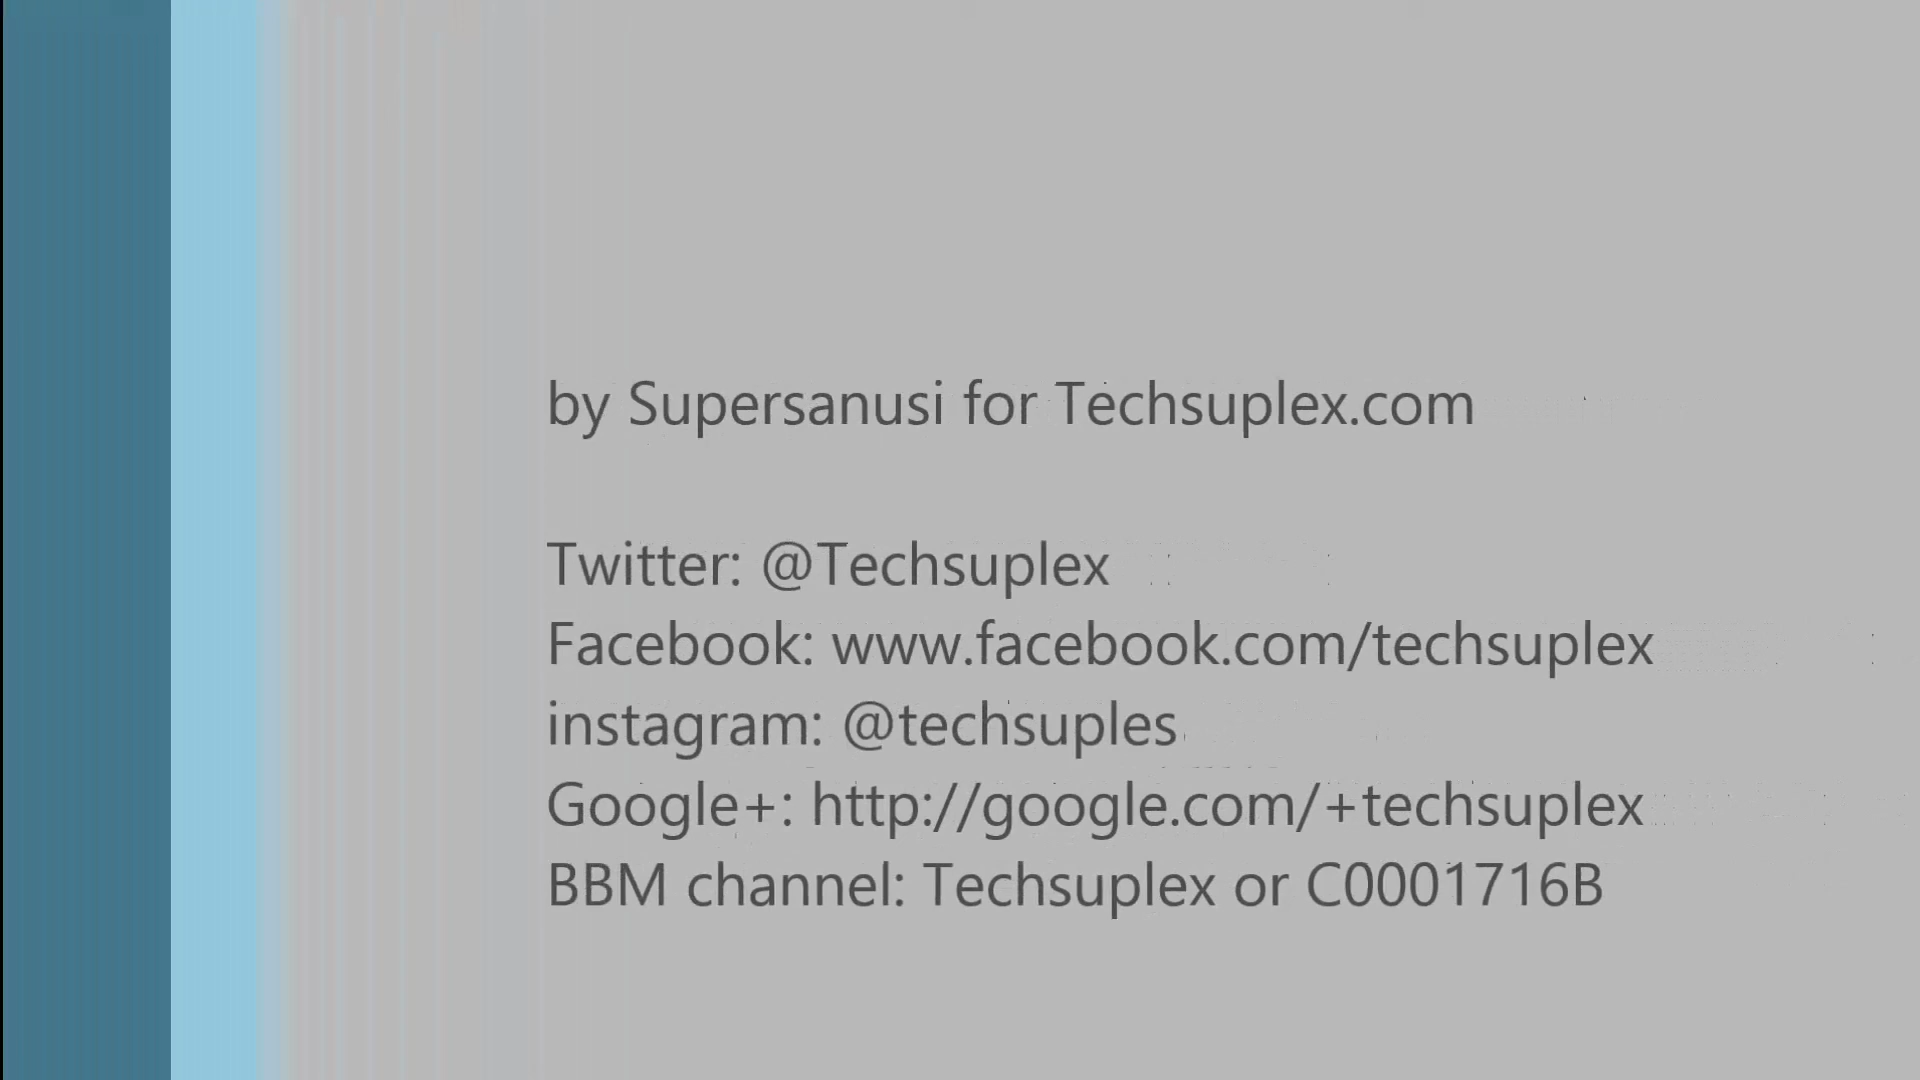 by Supersanusi for Techsuplex.com
Twitter: @Techsuplex
Facebook: www.facebook.com/techsuplex
instagram: @techsuples
Google+: http://google.com/+techsuplex
BBM channel: Techsuplex or C0001716B